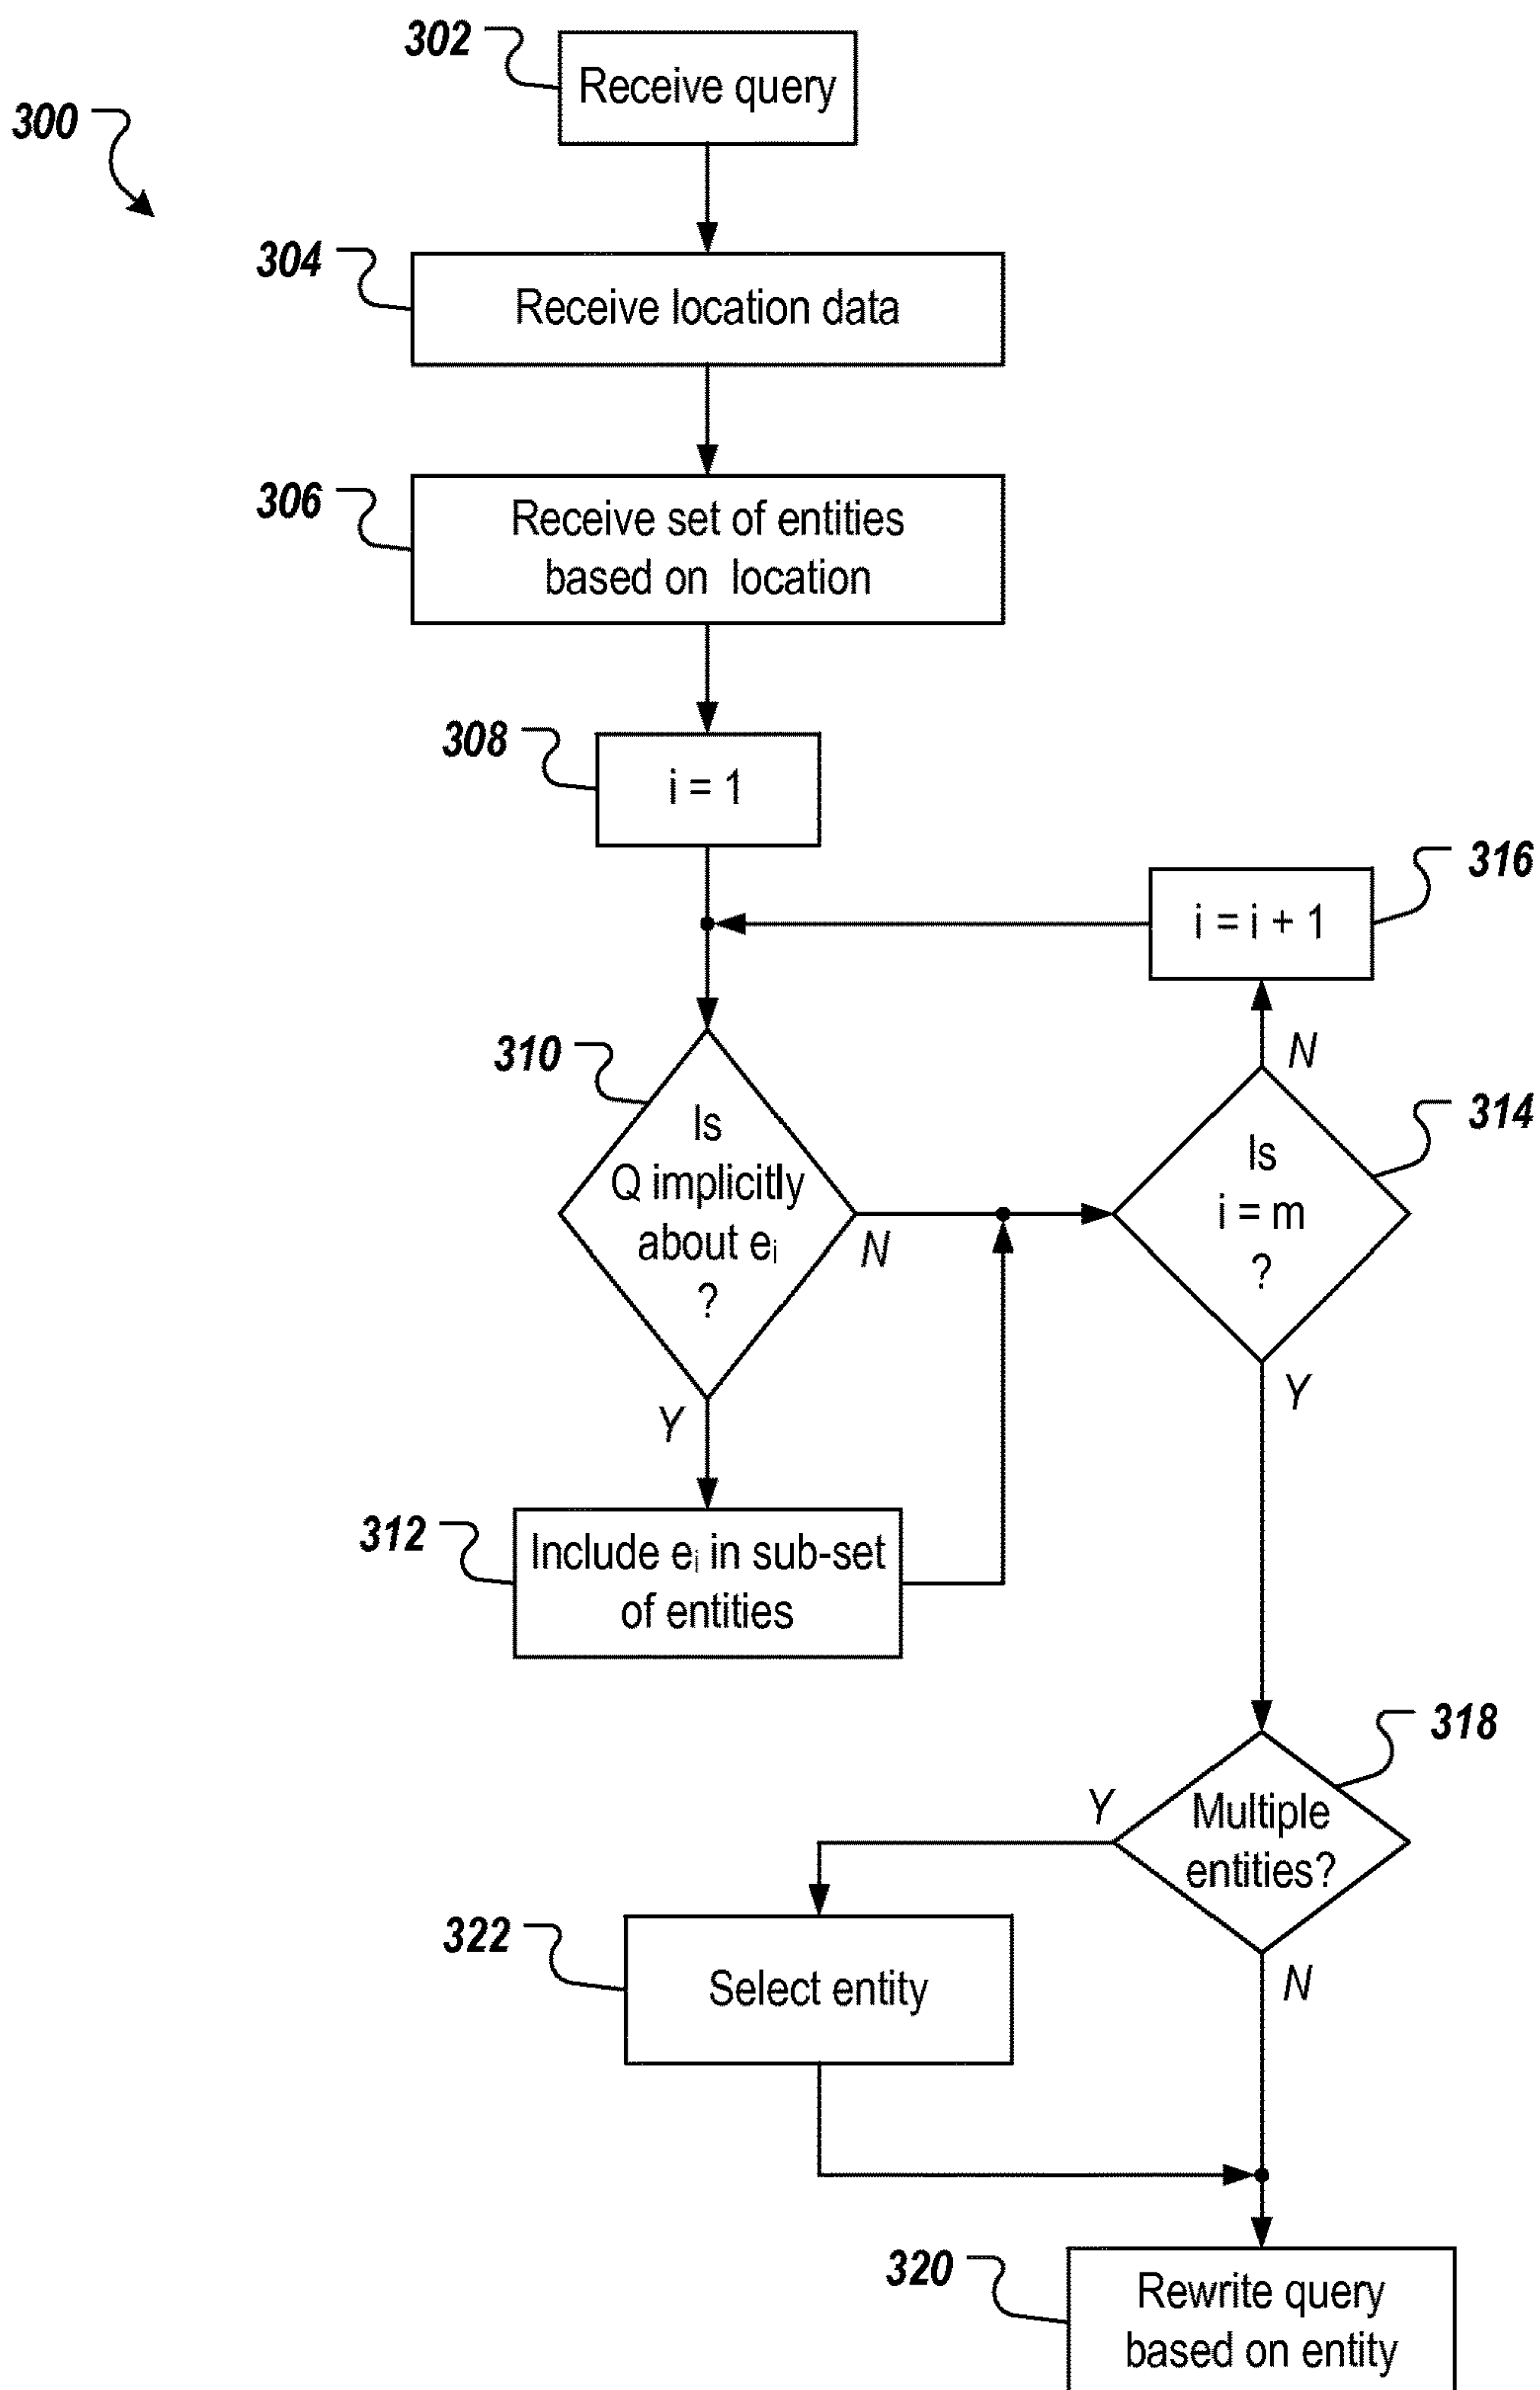 302
Receive query
300
304
Receive location data
306
Receive set of entities
based on location
308
i = 1
316
i = i + 1
N
310
Is
Q implicitly
about ei
?
N
314
Is
i = m
?
Y
Y
312
Include ei in sub-set
of entities
318
Multiple
entities?
Y
N
322
Select entity
320
Rewrite query
based on entity